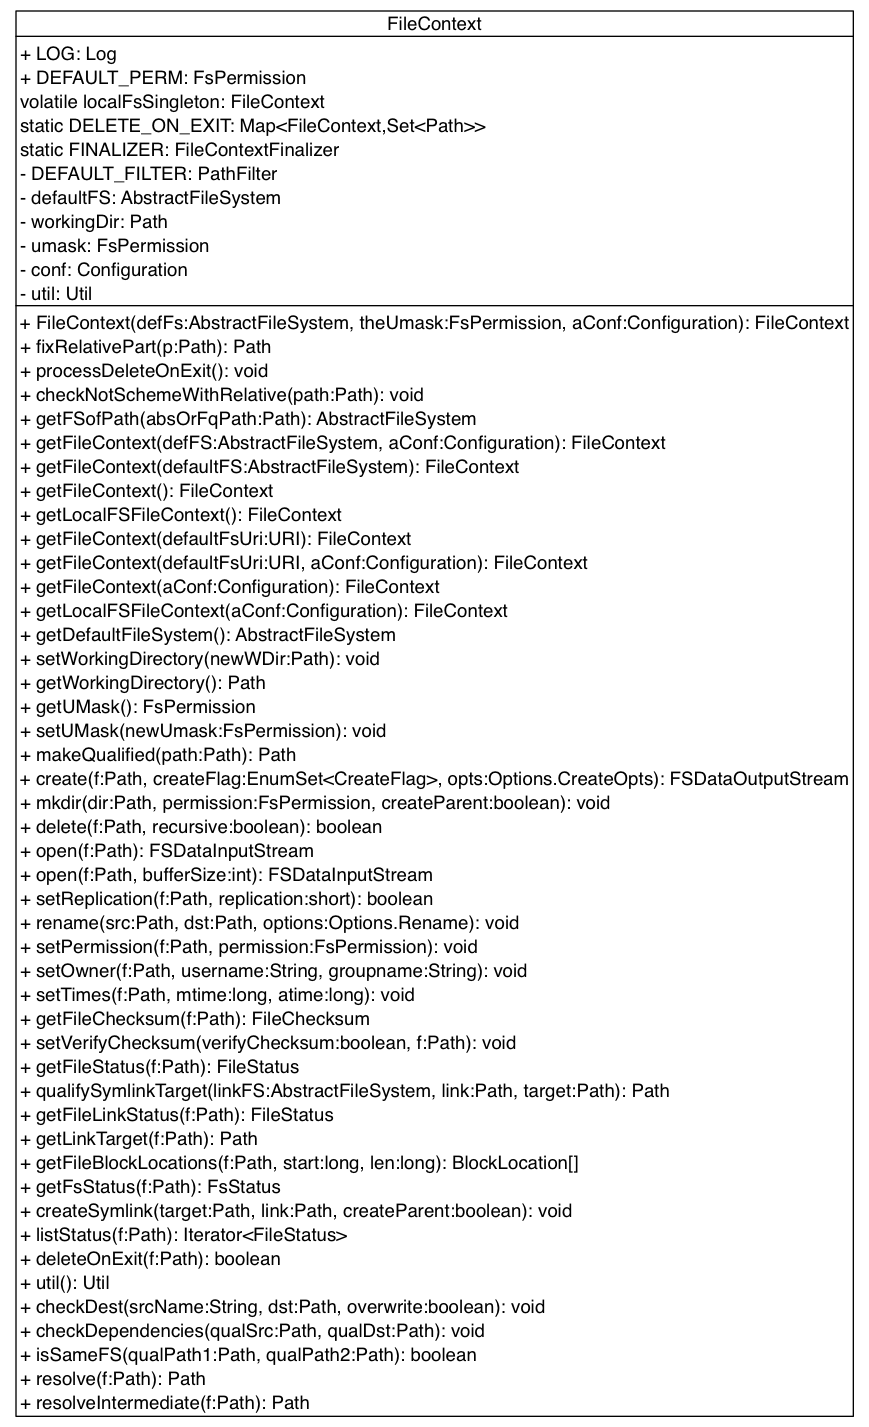 FileContext
+ LOG: Log
+ DEFAULT_PERM: FsPermission
volatile localFsSingleton: FileContext
static DELETE_ON_EXIT: Map<FileContext,Set<Path>>
static FINALIZER: FileContextFinalizer
- DEFAULT_FILTER: PathFilter
- defaultFS: AbstractFileSystem
- workingDir: Path
- umask: FsPermission
- conf: Configuration
- util: Util
+ FileContext(defFs:AbstractFileSystem, theUmask:FsPermission, aConf:Configuration): FileContext
+ fixRelativePart(p:Path): Path
+ processDeleteOnExit(): void
+ checkNotSchemeWithRelative(path:Path): void
+ getFSofPath(absOrFqPath:Path): AbstractFileSystem
+ getFileContext(defFS:AbstractFileSystem, aConf:Configuration): FileContext
+ getFileContext(defaultFS:AbstractFileSystem): FileContext
+ getFileContext(): FileContext
+ getLocalFSFileContext(): FileContext
+ getFileContext(defaultFsUri:URI): FileContext
+ getFileContext(defaultFsUri:URI, aConf:Configuration): FileContext
+ getFileContext(aConf:Configuration): FileContext
+ getLocalFSFileContext(aConf:Configuration): FileContext
+ getDefaultFileSystem(): AbstractFileSystem
+ setWorkingDirectory(newWDir:Path): void
+ getWorkingDirectory(): Path
+ getUMask(): FsPermission
+ setUMask(newUmask:FsPermission): void
+ makeQualified(path:Path): Path
+ create(f:Path, createFlag:EnumSet<CreateFlag>, opts:Options.CreateOpts): FSDataOutputStream
+ mkdir(dir:Path, permission:FsPermission, createParent:boolean): void
+ delete(f:Path, recursive:boolean): boolean
+ open(f:Path): FSDataInputStream
+ open(f:Path, bufferSize:int): FSDataInputStream
+ setReplication(f:Path, replication:short): boolean
+ rename(src:Path, dst:Path, options:Options.Rename): void
+ setPermission(f:Path, permission:FsPermission): void
+ setOwner(f:Path, username:String, groupname:String): void
+ setTimes(f:Path, mtime:long, atime:long): void
+ getFileChecksum(f:Path): FileChecksum
+ setVerifyChecksum(verifyChecksum:boolean, f:Path): void
+ getFileStatus(f:Path): FileStatus
+ qualifySymlinkTarget(linkFS:AbstractFileSystem, link:Path, target:Path): Path
+ getFileLinkStatus(f:Path): FileStatus
+ getLinkTarget(f:Path): Path
+ getFileBlockLocations(f:Path, start:long, len:long): BlockLocation[]
+ getFsStatus(f:Path): FsStatus
+ createSymlink(target:Path, link:Path, createParent:boolean): void
+ listStatus(f:Path): Iterator<FileStatus>
+ deleteOnExit(f:Path): boolean
+ util(): Util
+ checkDest(srcName:String, dst:Path, overwrite:boolean): void
+ checkDependencies(qualSrc:Path, qualDst:Path): void
+ isSameFS(qualPath1:Path, qualPath2:Path): boolean
+ resolve(f:Path): Path
+ resolveIntermediate(f:Path): Path